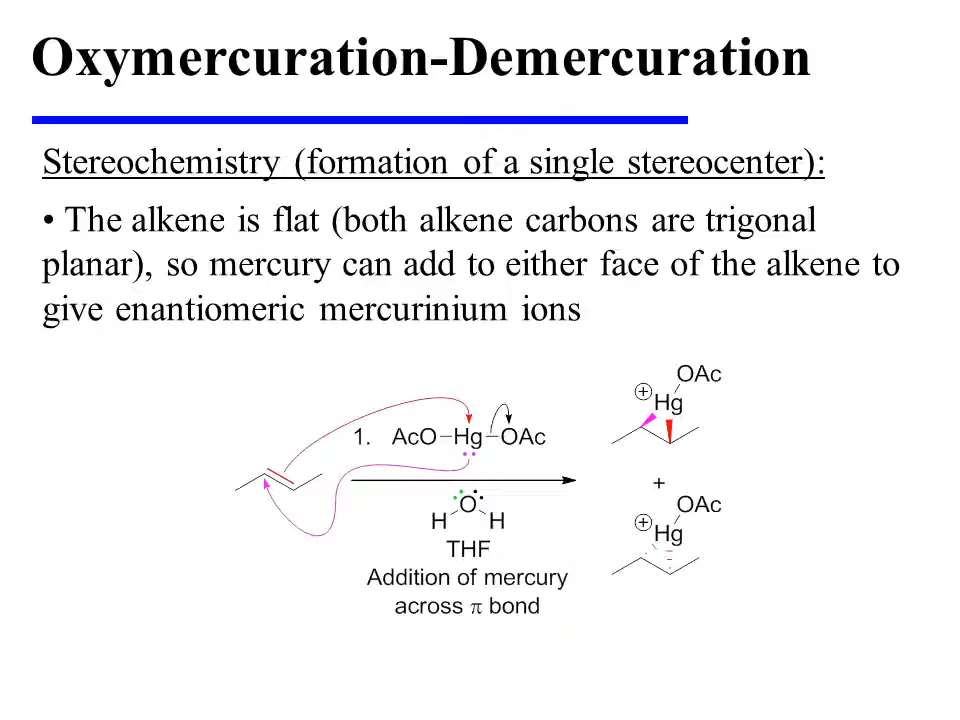 Oxymercuration-Demercuration
Stereochemistry (formation of a single stereocenter):
• The alkene is flat (both alkene carbons are trigonal
planar), so mercury can add to either face of the alkene to
give enantiomeric mercurinium ions
1. AcO Hg OAc
H O H
THF
Addition of mercury
across π bond
OAc
+ Hg
+
OAc
+ Hg